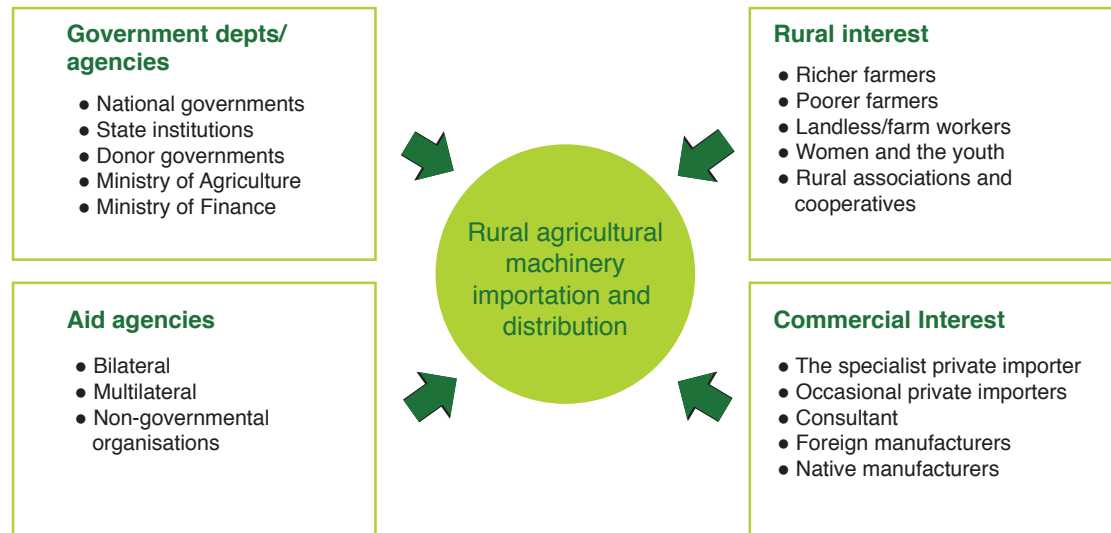 Government depts/
agencies
● National governments
● State institutions
● Donor governments
● Ministry of Agriculture
● Ministry of Finance
Rural interest
● Richer farmers
● Poorer farmers
● Landless/farm workers
● Women and the youth
● Rural associations and
cooperatives
Rural agricultural
machinery
importation and
distribution
Aid agencies
● Bilateral
● Multilateral
● Non-governmental
organisations
Commercial Interest
● The specialist private importer
● Occasional private importers
● Consultant
● Foreign manufacturers
● Native manufacturers